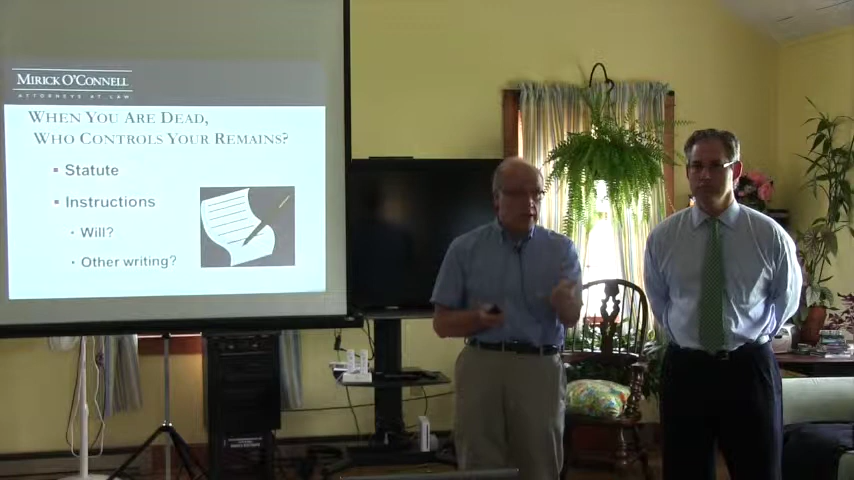 MIRICK O'CONNELL
ATTORNEYS AT LAW
WHEN YOU ARE DEAD,
WHO CONTROLS YOUR REMAINS?
▪ Statute
▪ Instructions
• Will?
• Other writing?